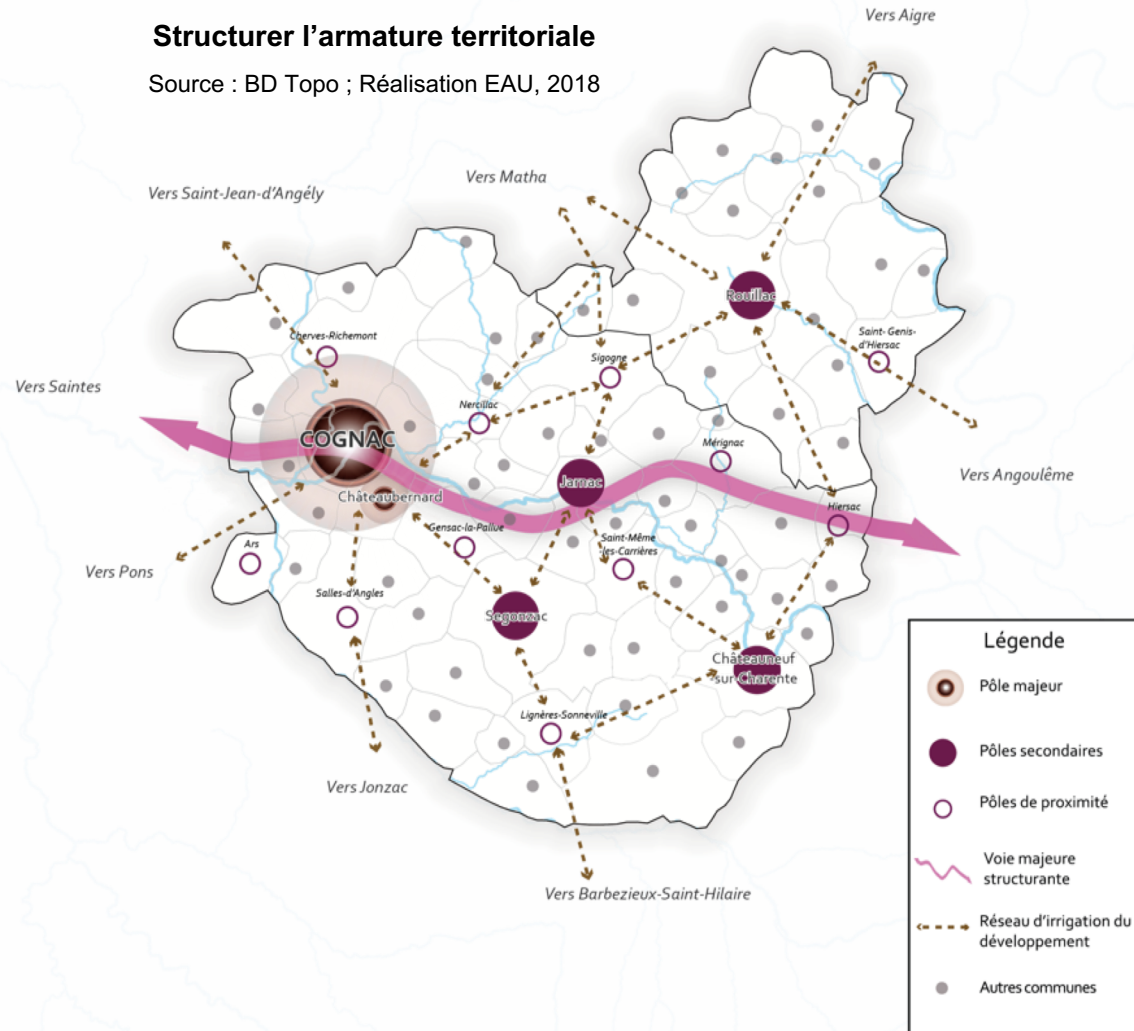 Structurer l’armature territoriale
Source : BD Topo ; Réalisation EAU, 2018
Vers Aigre
Vers Matha
Vers Saint-Jean-d'Angély
Rouillac
Saint- Genis-
d'Hiersac
Cherves-Richemont
Sigogne
Vers Saintes
Nercillac
COGNAC
Mérignac
Vers Angoulême
Jarnac
Châteaubernard
Hiersac
Gensac-la-Pallue
Saint-Même
-les-Carrières
Ars
Vers Pons
Salles-d'Angles
Segonzac
Châteauneuf
-sur-Charente
Lignères-Sonneville
Vers Jonzac
Vers Barbezieux-Saint-Hilaire
Légende
Pôle majeur
Pôles secondaires
Pôles de proximité
Voie majeure
structurante
Réseau d'irrigation du
développement
Autres communes